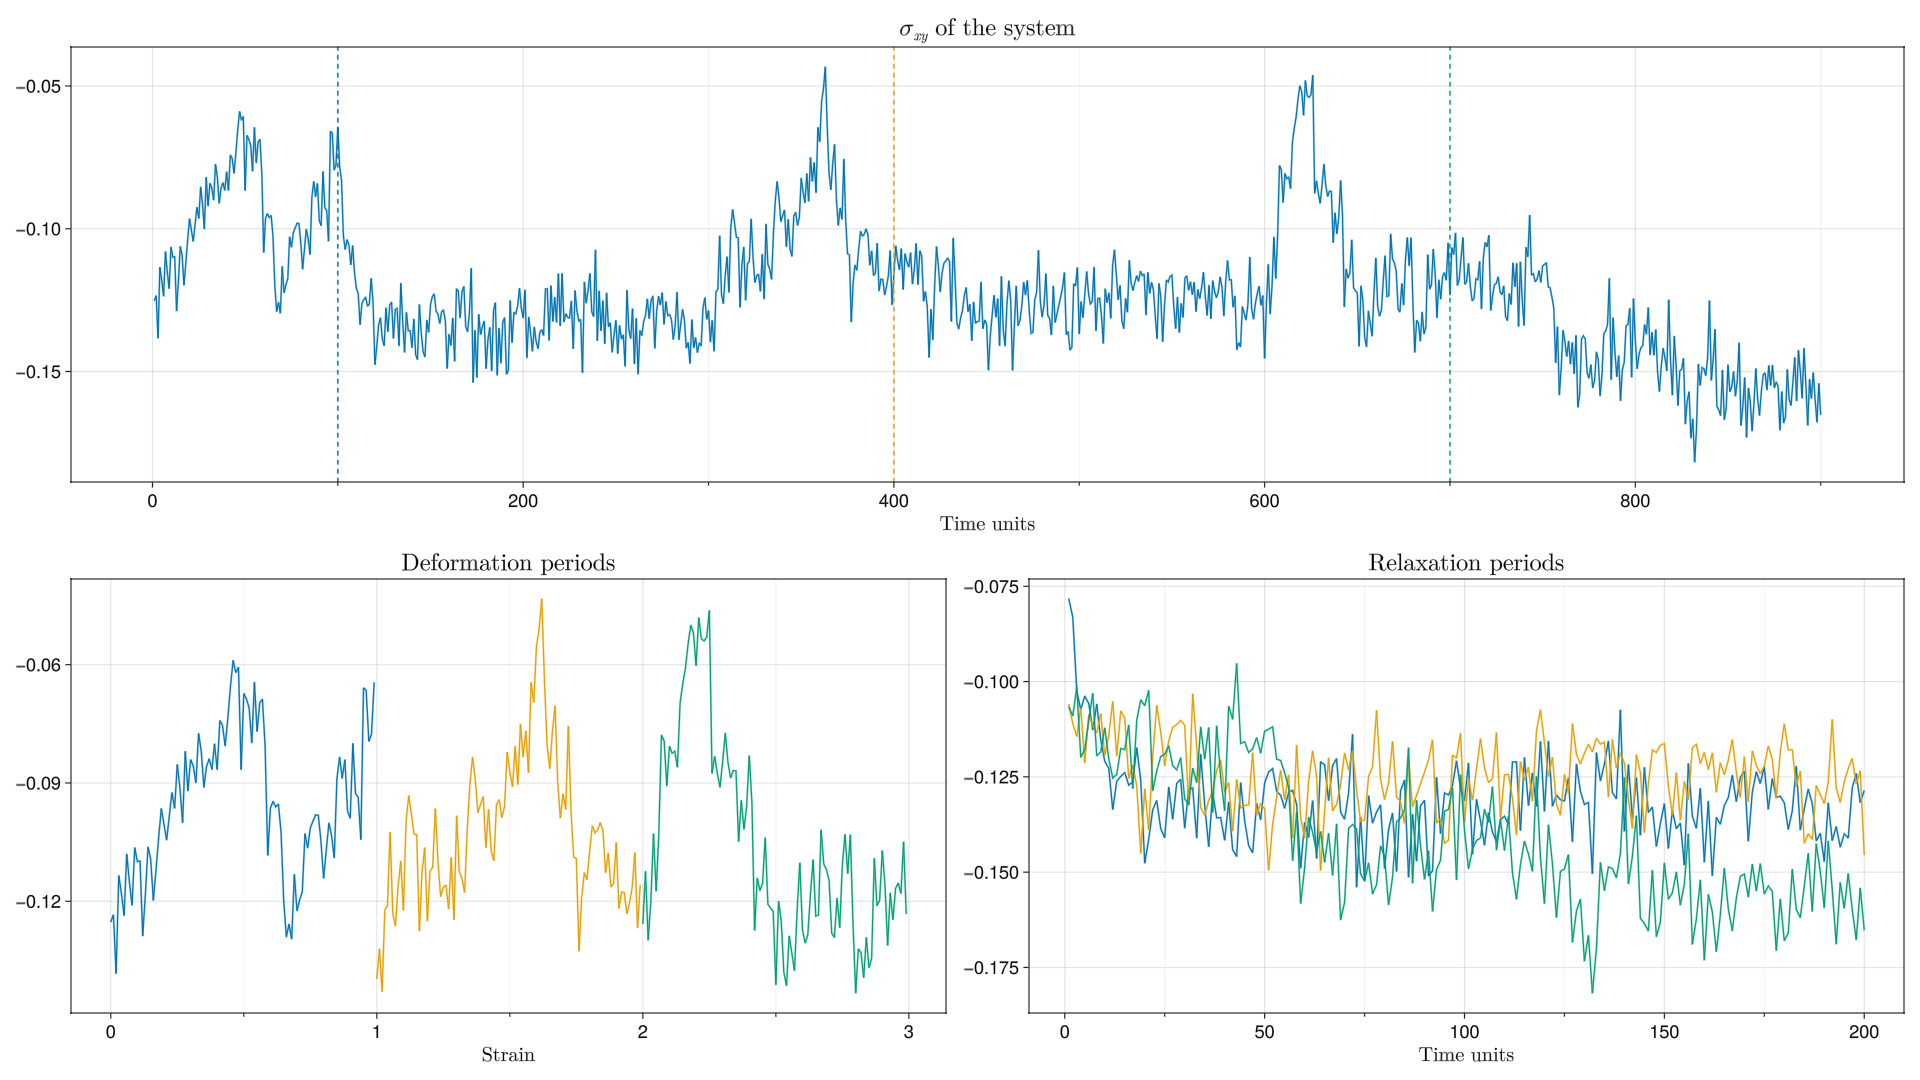 σxy of the system
−0.05
−0.10
−0.15
0 200 400 600 800
Time units
Deformation periods
−0.06
−0.09
−0.12
0 1 2 3
Strain
Relaxation periods
−0.075
−0.100
−0.125
−0.150
−0.175
0 50 100 150 200
Time units